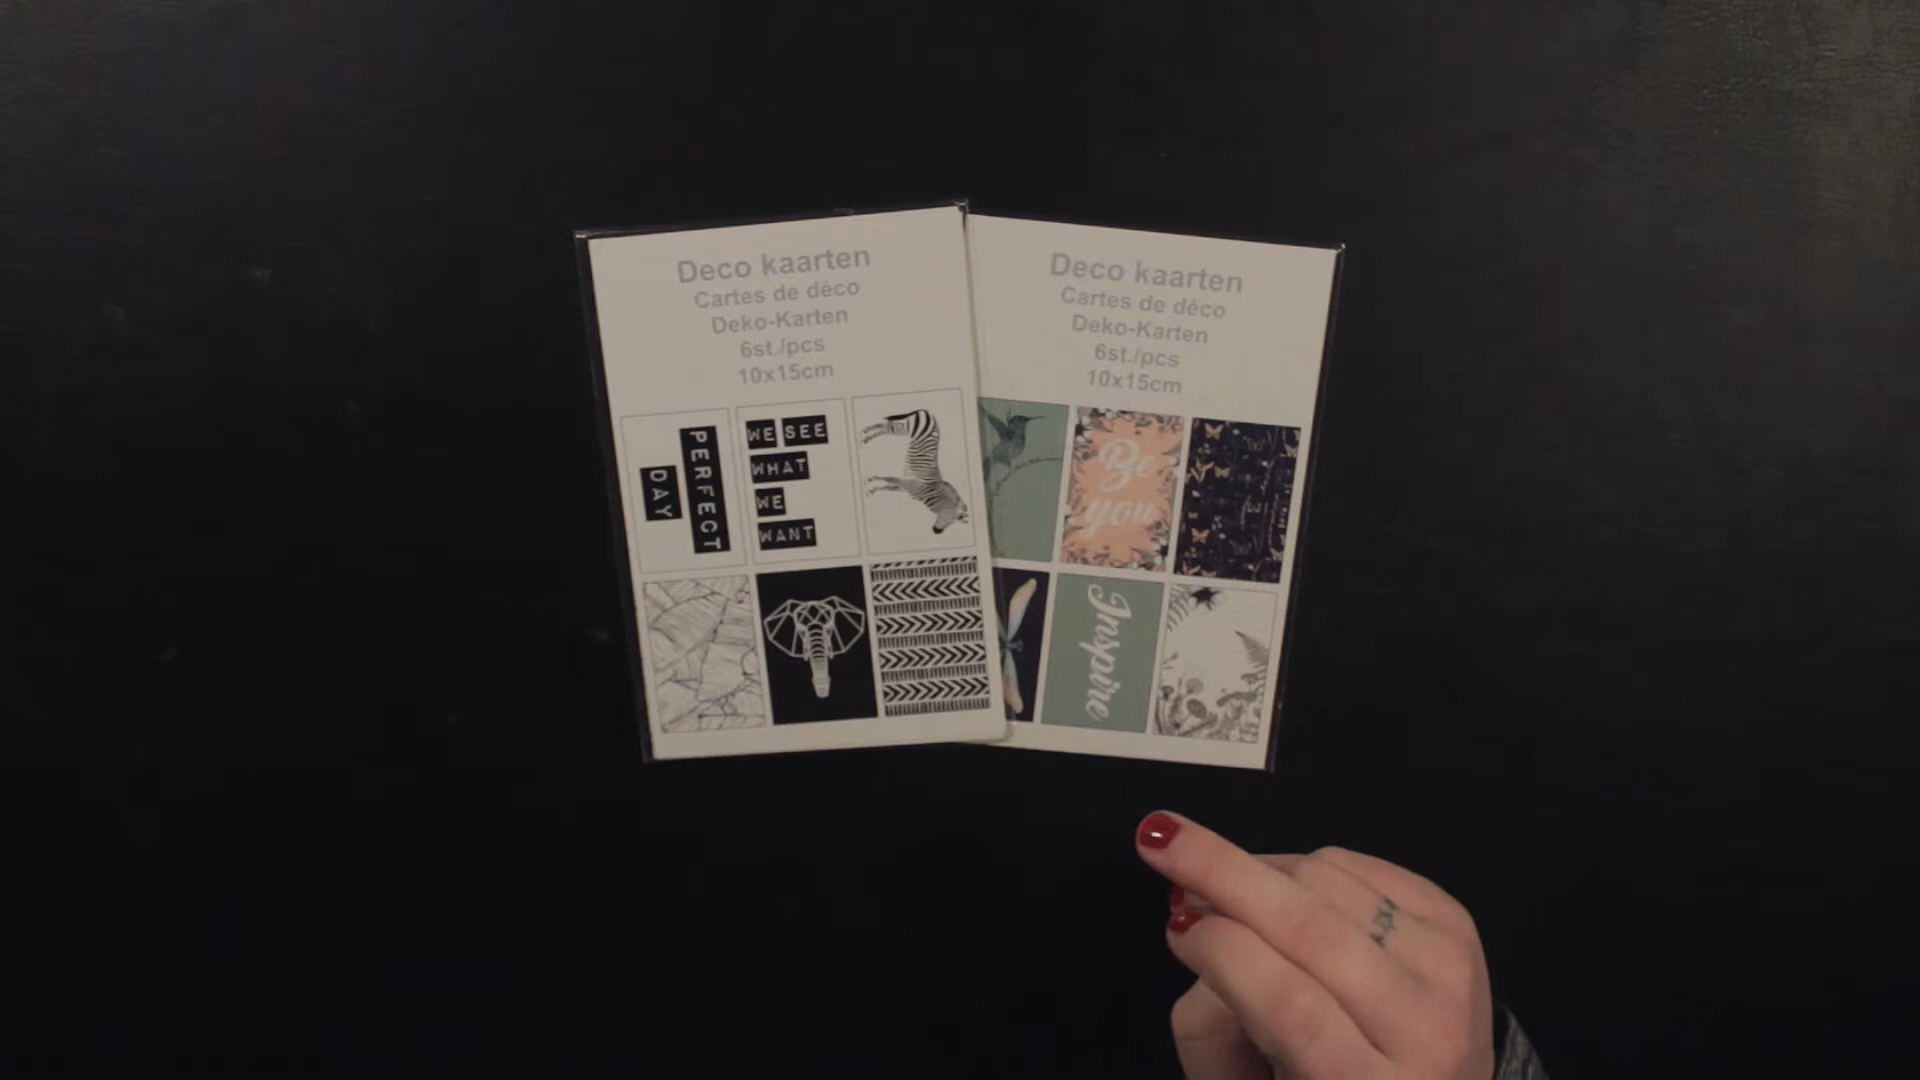 Deco kaarten
Cartes de déco
Deko-Karten
6st./pcs
10x15cm
PERFECT
DAY
WE SEE
WHAT
WE
WANT
Deco kaarten
Cartes de déco
Deko-Karten
6st./pcs
10x15cm
Be
you
Inspire